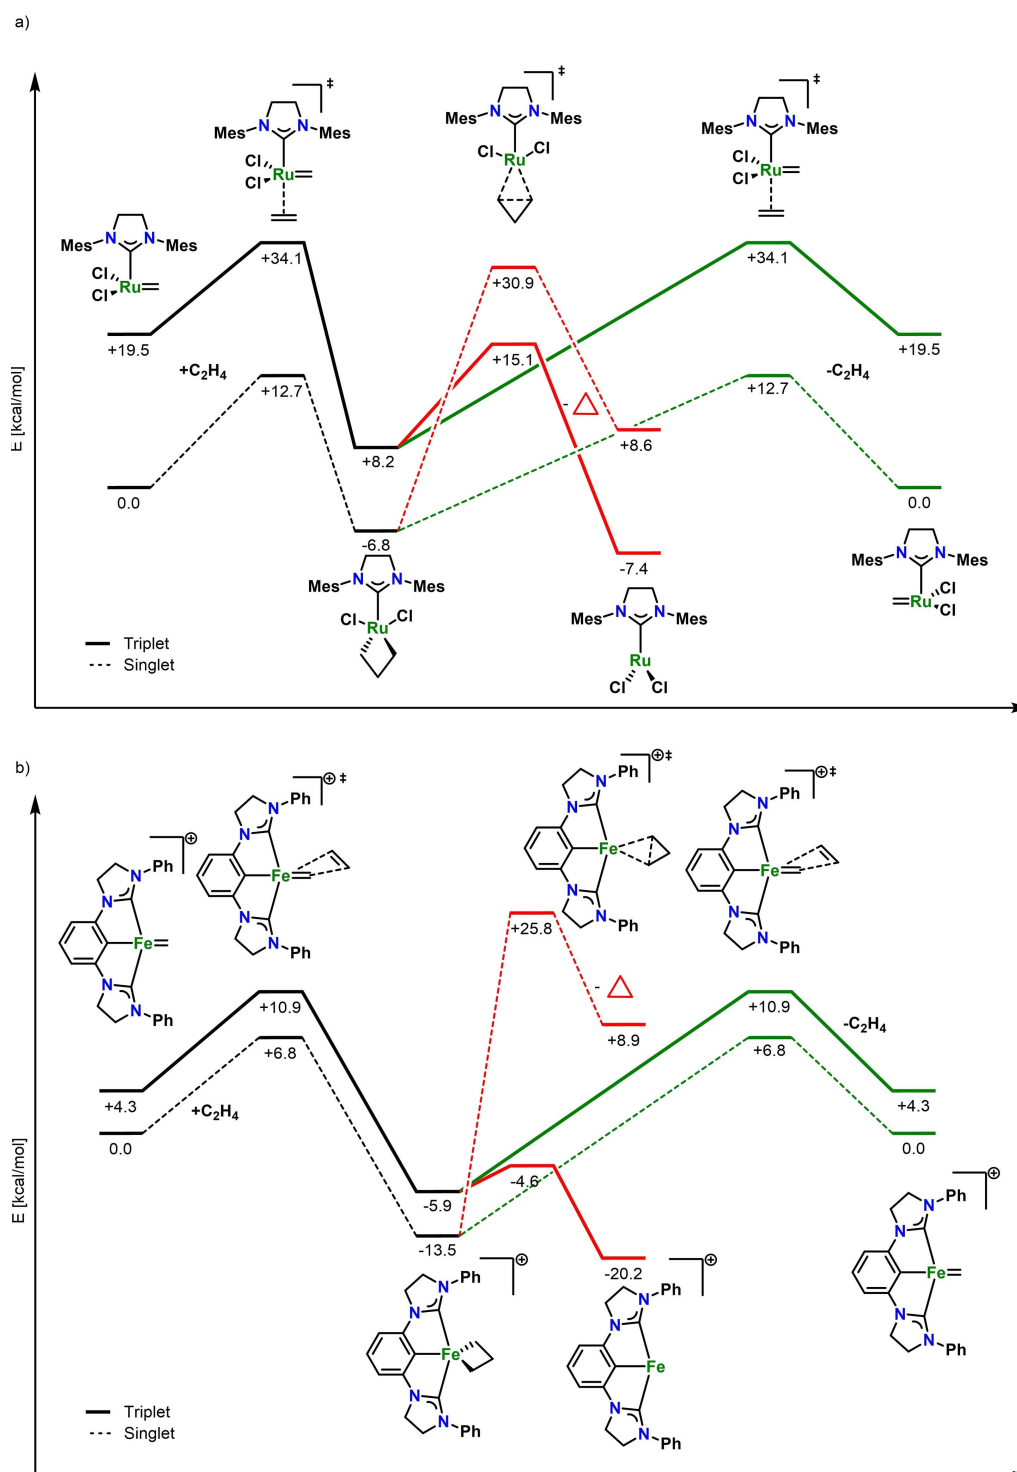 a)
E [kcal/mol]
Mes
N
N
Mes
Cl
Cl
Ru
‡
Mes
N
N
Mes
Cl
Cl
Ru
‡
Mes
N
N
Mes
Cl
Cl
Ru
‡
Mes
N
N
Mes
Cl
Cl
Ru
+34.1
+34.1
+30.9
+19.5
+15.1
+19.5
+C2H4
-C2H4
+12.7
+12.7
-
+8.2
+8.6
0.0
0.0
-6.8
-7.4
Mes
N
N
Mes
Cl
Cl
Ru
Mes
N
N
Mes
Ru
Cl
Cl
Mes
N
N
Mes
Cl
Cl
Ru
Triplet
Singlet
b)
E [kcal/mol]
⊕
Ph
N
N
Fe
N
N
Ph
⊕‡
Ph
N
N
Fe
N
N
Ph
⊕‡
Ph
N
N
Fe
N
N
Ph
⊕‡
Ph
N
N
Fe
N
N
Ph
+25.8
-
+10.9
+10.9
-C2H4
+8.9
+6.8
+6.8
+4.3
+4.3
+C2H4
0.0
0.0
-5.9
-4.6
-13.5
-20.2
⊕
Ph
N
N
Fe
N
N
Ph
⊕
Ph
N
N
Fe
N
N
Ph
⊕
Ph
N
N
Fe
N
N
Ph
Triplet
Singlet